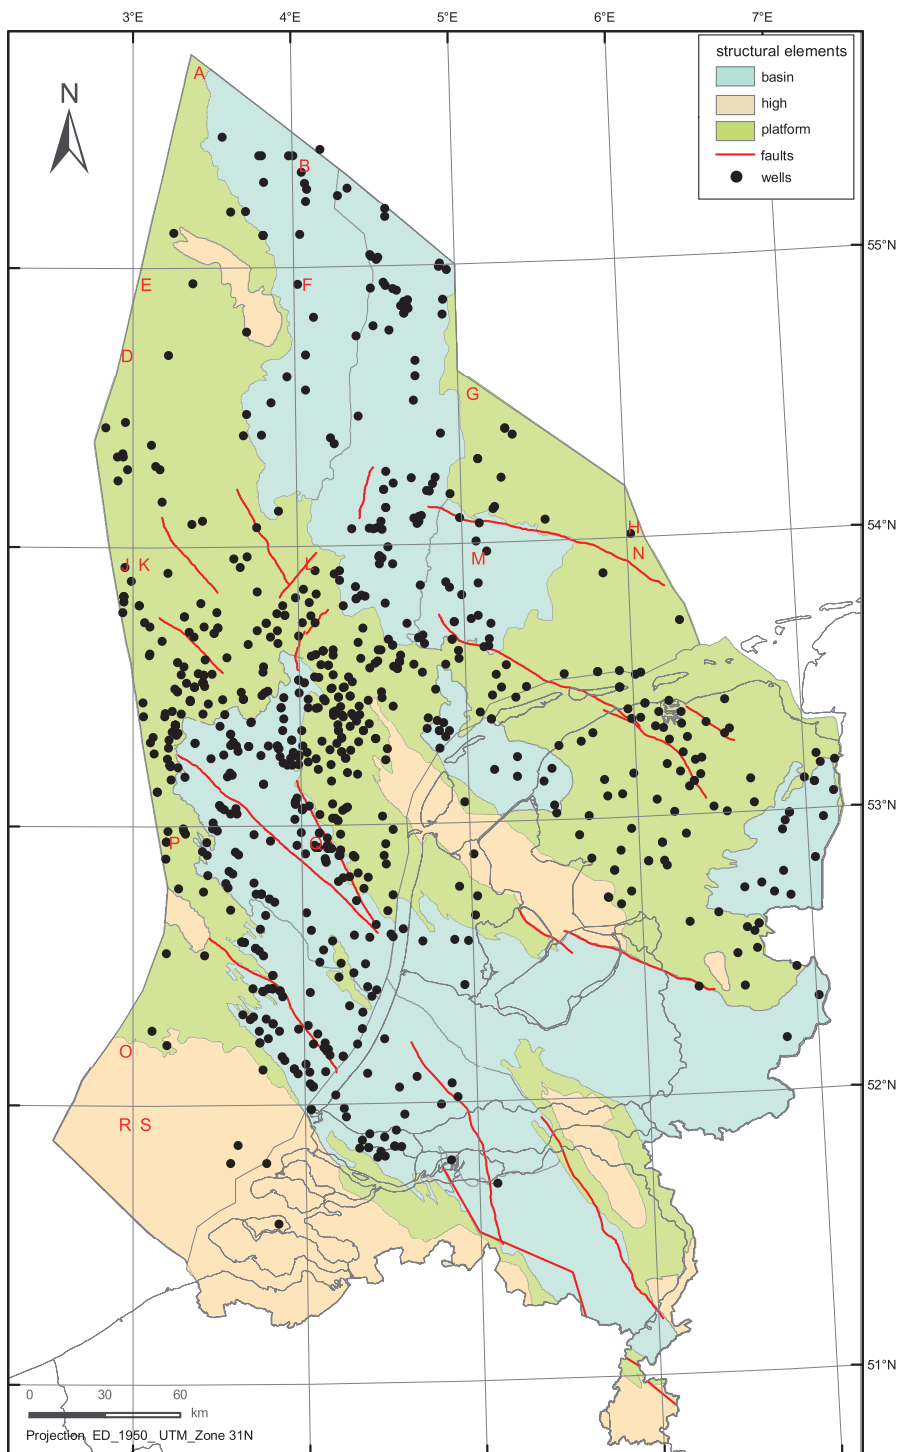 3°E 4°E 5°E 6°E 7°E
structural elements
basin
high
platform
faults
wells
N
A
B
55°N
E
F
D
G
54°N
H
N
J K
L
M
53°N
P
Q
52°N
O
R S
51°N
0 30 60
km
Projection ED_1950_ UTM_Zone 31N